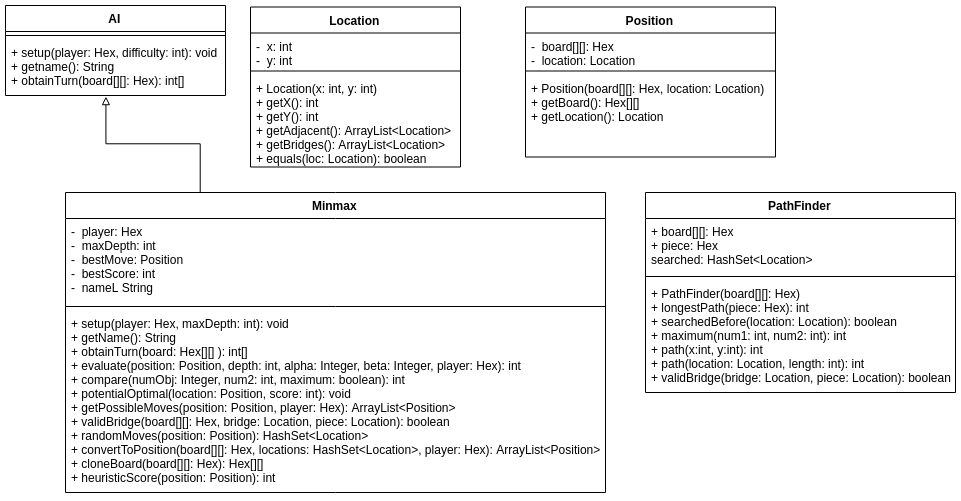 AI
+ setup(player: Hex, difficulty: int): void
+ getname(): String
+ obtainTurn(board[][]: Hex): int[]
Location
- x: int
- y: int
+ Location(x: int, y: int)
+ getX(): int
+ getY(): int
+ getAdjacent(): ArrayList<Location>
+ getBridges(): ArrayList<Location>
+ equals(loc: Location): boolean
Position
- board[][]: Hex
- location: Location
+ Position(board[][]: Hex, location: Location)
+ getBoard(): Hex[][]
+ getLocation(): Location
Minmax
- player: Hex
- maxDepth: int
- bestMove: Position
- bestScore: int
- nameL String
+ setup(player: Hex, maxDepth: int): void
+ getName(): String
+ obtainTurn(board: Hex[][] ): int[]
+ evaluate(position: Position, depth: int, alpha: Integer, beta: Integer, player: Hex): int
+ compare(numObj: Integer, num2: int, maximum: boolean): int
+ potentialOptimal(location: Position, score: int): void
+ getPossibleMoves(position: Position, player: Hex): ArrayList<Position>
+ validBridge(board[][]: Hex, bridge: Location, piece: Location): boolean
+ randomMoves(position: Position): HashSet<Location>
+ convertToPosition(board[][]: Hex, locations: HashSet<Location>, player: Hex): ArrayList<Position>
+ cloneBoard(board[][]: Hex): Hex[][]
+ heuristicScore(position: Position): int
PathFinder
+ board[][]: Hex
+ piece: Hex
searched: HashSet<Location>
+ PathFinder(board[][]: Hex)
+ longestPath(piece: Hex): int
+ searchedBefore(location: Location): boolean
+ maximum(num1: int, num2: int): int
+ path(x:int, y:int): int
+ path(location: Location, length: int): int
+ validBridge(bridge: Location, piece: Location): boolean